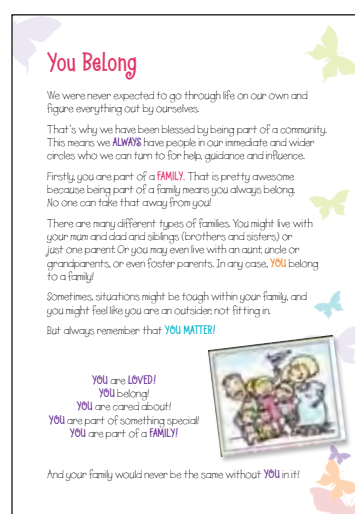 You Belong
We were never expected to go through life on our own and
figure everything out by ourselves.
That's why we have been blessed by being part of a community.
This means we ALWAYS have people in our immediate and wider
circles who we can turn to for help, guidance and influence.
Firstly, you are part of a FAMILY. That is pretty awesome
because being part of a family means you always belong.
No one can take that away from you!
There are many different types of families. You might live with
your mum and dad and siblings (brothers and sisters) or
just one parent. Or you may even live with an aunt, uncle or
grandparents, or even foster parents. In any case, YOU belong
to a family!
Sometimes, situations might be tough within your family, and
you might feel like you are an outsider, not fitting in.
But always remember that YOU MATTER!
YOU are LOVED!
YOU belong!
YOU are cared about!
YOU are part of something special!
YOU are part of a FAMILY!
And your family would never be the same without YOU in it!